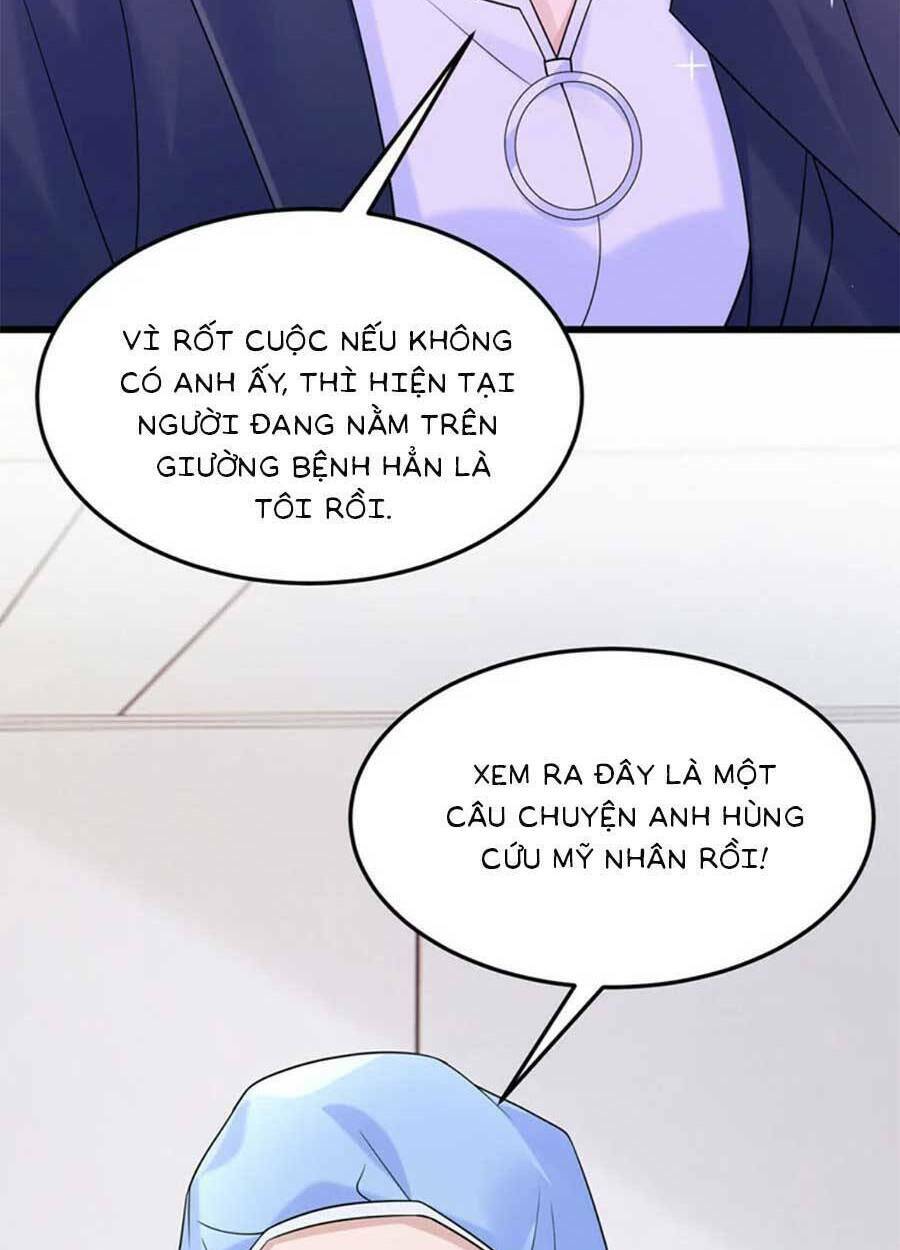 VÌ RỐT CUỘC NẾU KHÔNG
CÓ ANH ẤY, THÌ HIỆN TẠI
NGƯỜI ĐANG NẰM TRÊN
GIƯỜNG BỆNH HẲN LÀ
TÔI RỒI.
XEM RA ĐÂY LÀ MỘT
CÂU CHUYỆN ANH HÙNG
CỨU MỸ NHÂN RỒI!